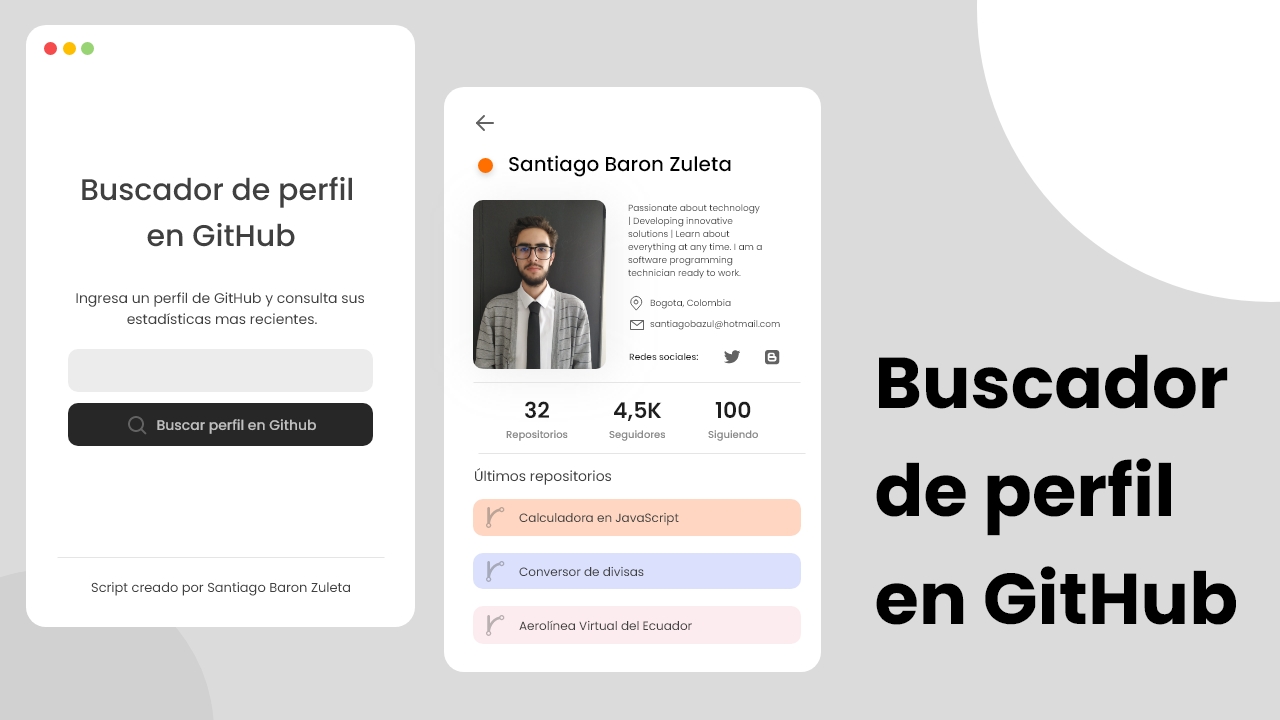 Buscador de perfil
en GitHub
Ingresa un perfil de GitHub y consulta sus
estadísticas mas recientes.
Buscar perfil en Github
Script creado por Santiago Baron Zuleta
Santiago Baron Zuleta
Passionate about technology
| Developing innovative
solutions | Learn about
everything at any time. I am a
software programming
technician ready to work.
Bogota, Colombia
santiagobazul@hotmail.com
Redes sociales:
32 4,5K 100
Repositorios Seguidores Siguiendo
Últimos repositorios
Calculadora en JavaScript
Conversor de divisas
Aerolínea Virtual del Ecuador
Buscador
de perfil
en GitHub